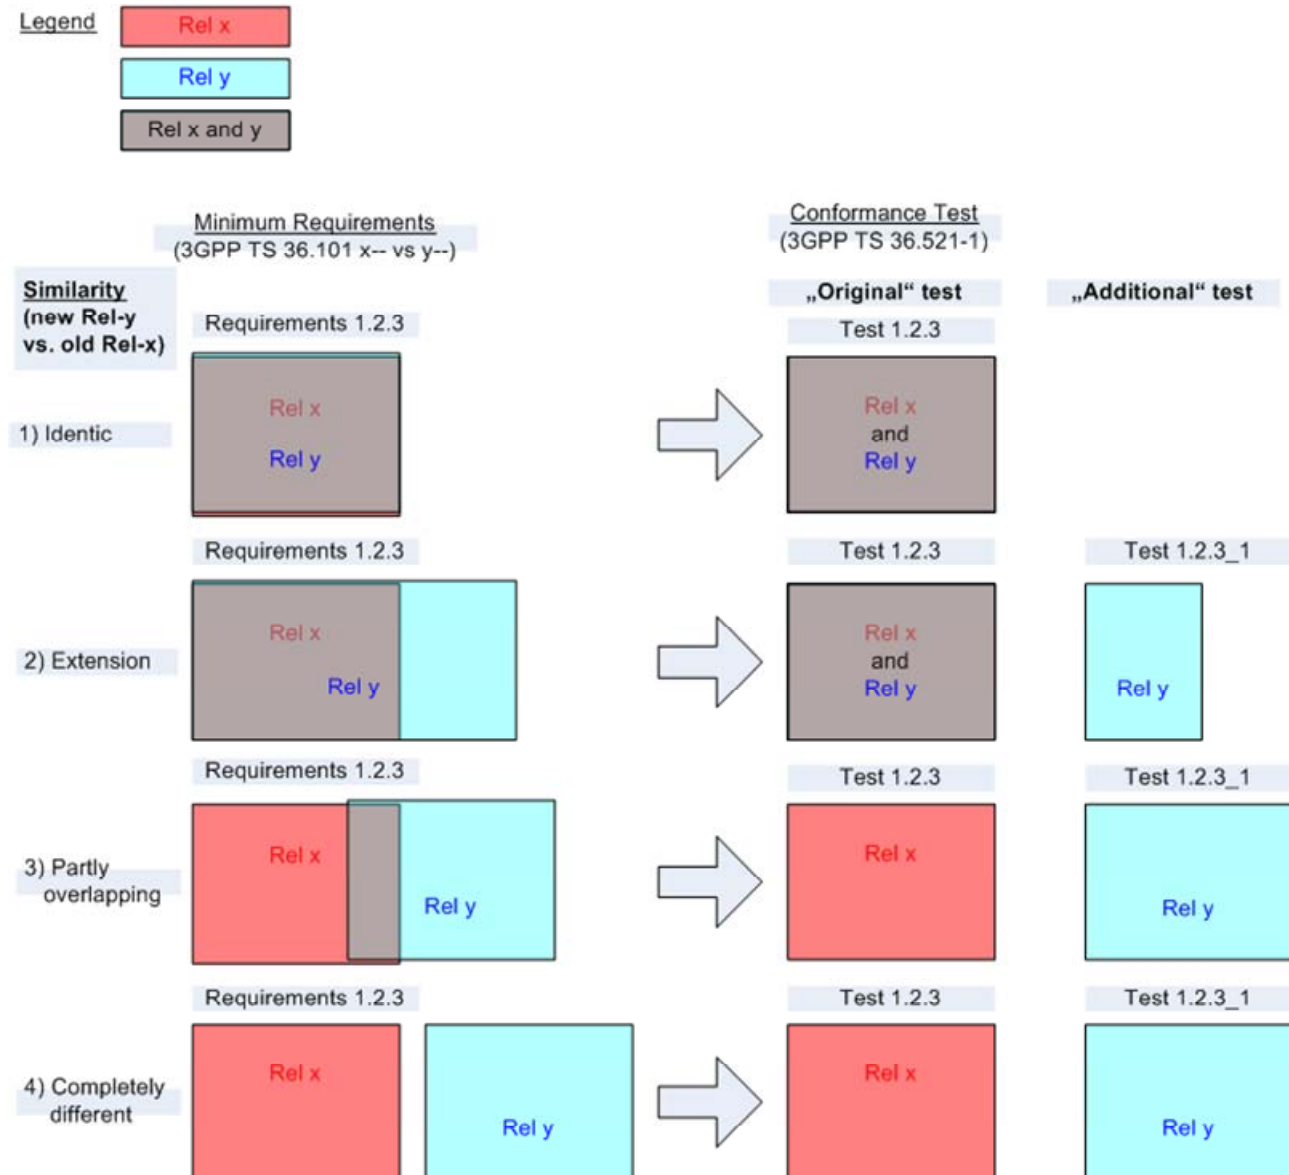 Legend
Rel x
Rel y
Rel x and y
Minimum Requirements
(3GPP TS 36.101 x-- vs y--)
Conformance Test
(3GPP TS 36.521-1)
Similarity
(new Rel-y
vs. old Rel-x)
„Original“ test
„Additional“ test
Requirements 1.2.3
Test 1.2.3
1) Identic
Rel x
Rel y
Rel x
and
Rel y
Requirements 1.2.3
Test 1.2.3
Test 1.2.3_1
2) Extension
Rel x
Rel y
Rel x
and
Rel y
Rel y
Requirements 1.2.3
Test 1.2.3
Test 1.2.3_1
3) Partly
overlapping
Rel x
Rel y
Rel x
Rel y
Requirements 1.2.3
Test 1.2.3
Test 1.2.3_1
4) Completely
different
Rel x
Rel y
Rel x
Rel y